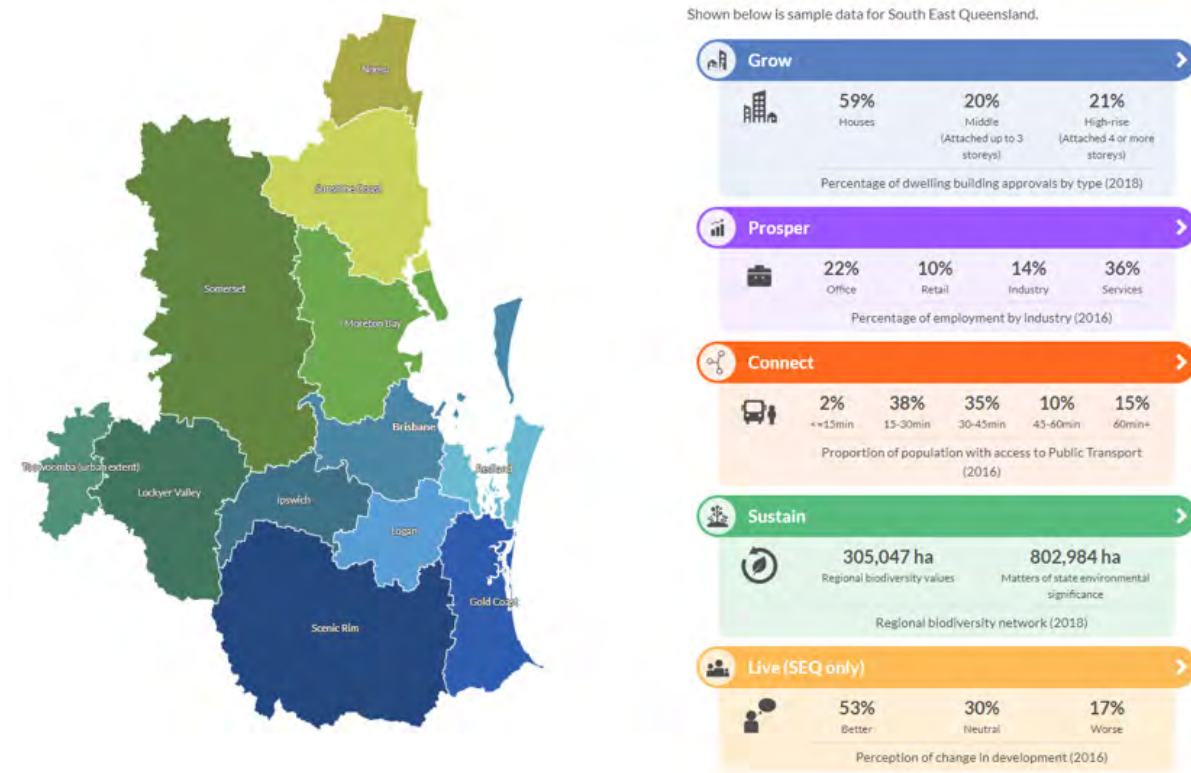 Noosa
Sunshine Coast
Somerset
Moreton Bay
Brisbane
Toowoomba (urban extent)
Redland
Lockyer Valley
Ipswich
Logan
Gold Coast
Scenic Rim
Shown below is sample data for South East Queensland.
Grow
59% 20% 21%
Houses Middle High-rise
(Attached up to 3 (Attached 4 or more
storeys) storeys)
Percentage of dwelling building approvals by type (2018)
Prosper
22% 10% 14% 36%
Office Retail Industry Services
Percentage of employment by industry (2016)
Connect
2% 38% 35% 10% 15%
<=15min 15-30min 30-45min 45-60min 60min+
Proportion of population with access to Public Transport
(2016)
Sustain
305,047 ha 802,984 ha
Regional biodiversity values Matters of state environmental
significance
Regional biodiversity network (2018)
Live (SEQ only)
53% 30% 17%
Better Neutral Worse
Perception of change in development (2016)